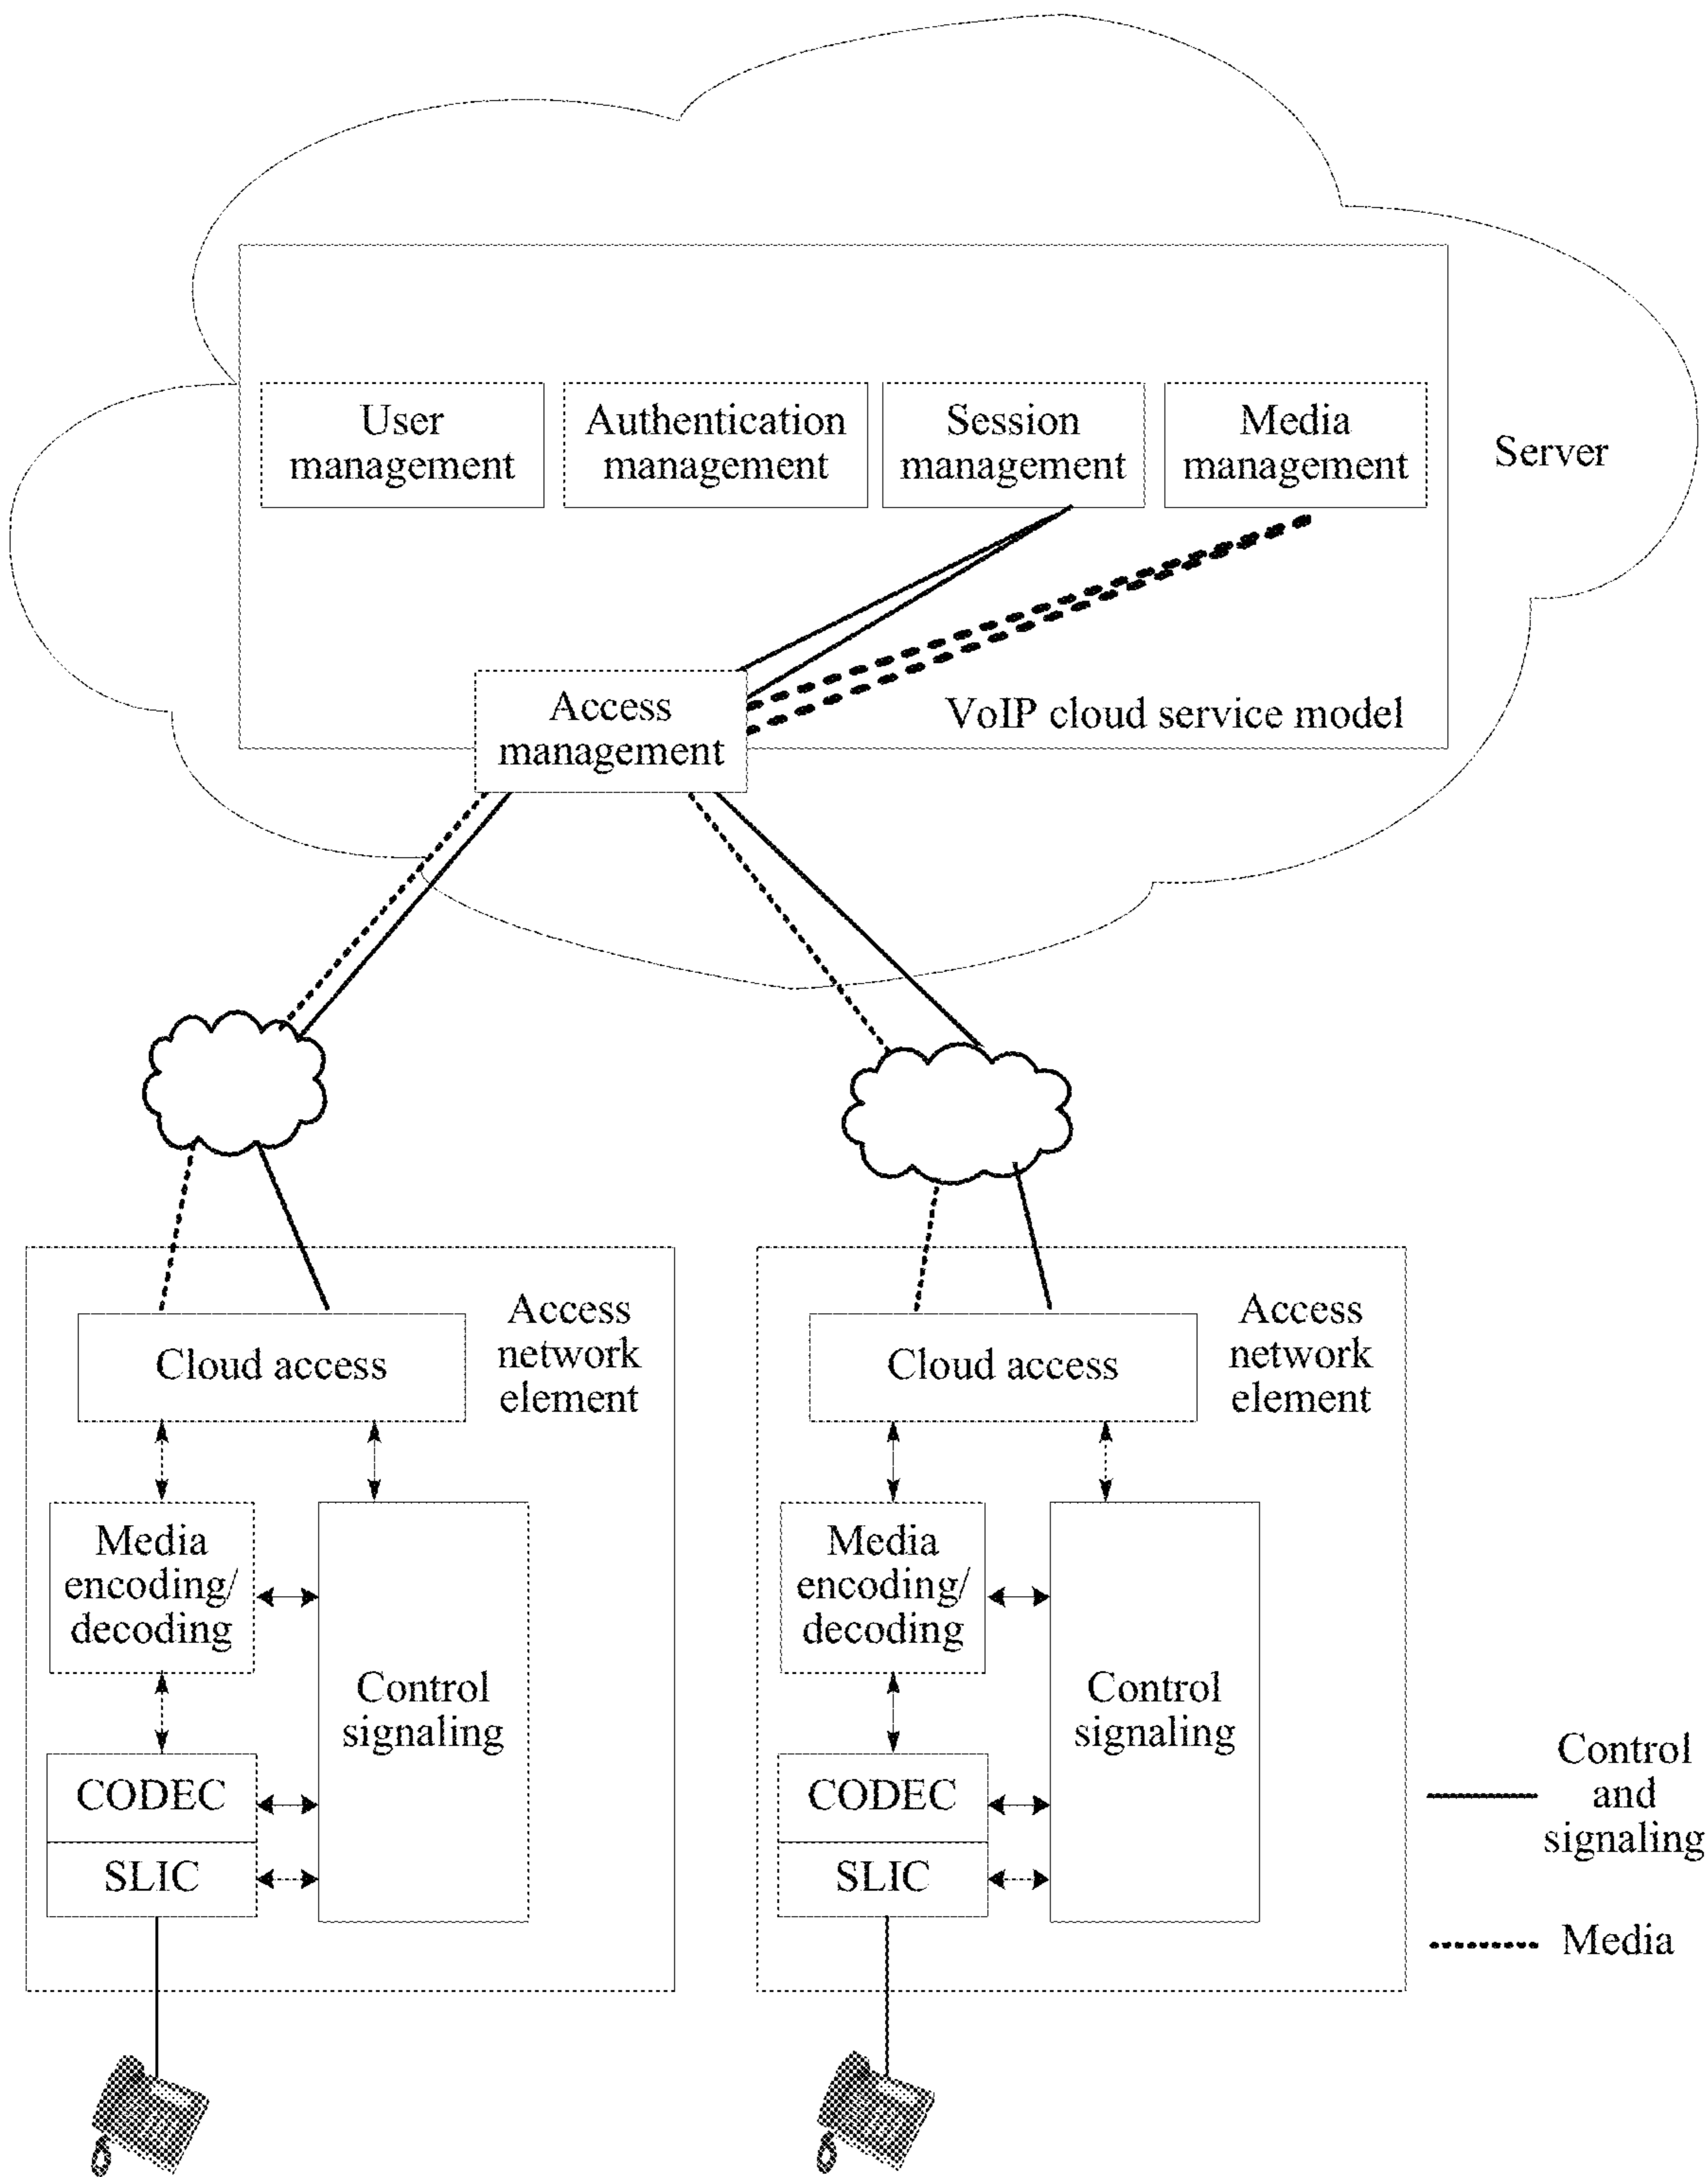 User
management
Authentication
management
Session
management
Media
management
Server
Access
management
VoIP cloud service model
Cloud access
Access
network
element
Media
encoding/
decoding
Control
signaling
CODEC
SLIC
Cloud access
Access
network
element
Media
encoding/
decoding
Control
signaling
CODEC
SLIC
Control
and
signaling
Media